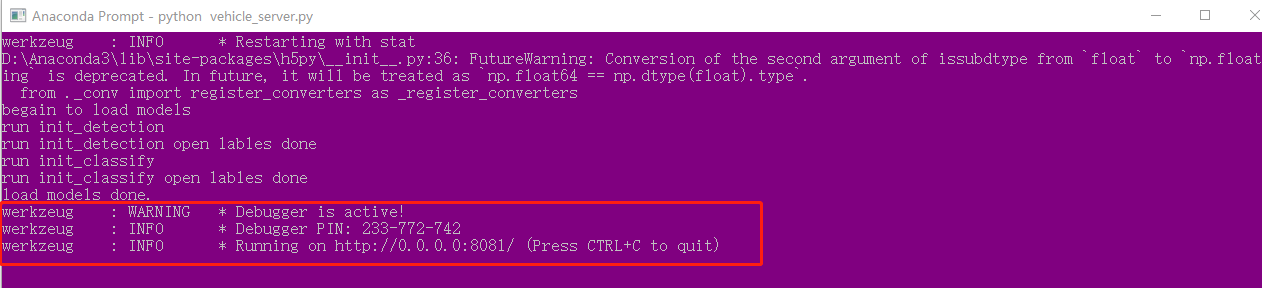 Anaconda Prompt - python  vehicle_server.py
werkzeug    : INFO      * Restarting with stat
D:\Anaconda3\lib\site-packages\h5py\__init__.py:36: FutureWarning: Conversion of the second argument of issubdtype from `float` to `np.float
ing` is deprecated. In future, it will be treated as `np.float64 == np.dtype(float).type`.
  from ._conv import register_converters as _register_converters
begain to load models
run init_detection
run init_detection open lables done
run init_classify
run init_classify open lables done
load models done.
werkzeug    : WARNING   * Debugger is active!
werkzeug    : INFO      * Debugger PIN: 233-772-742
werkzeug    : INFO      * Running on http://0.0.0.0:8081/ (Press CTRL+C to quit)